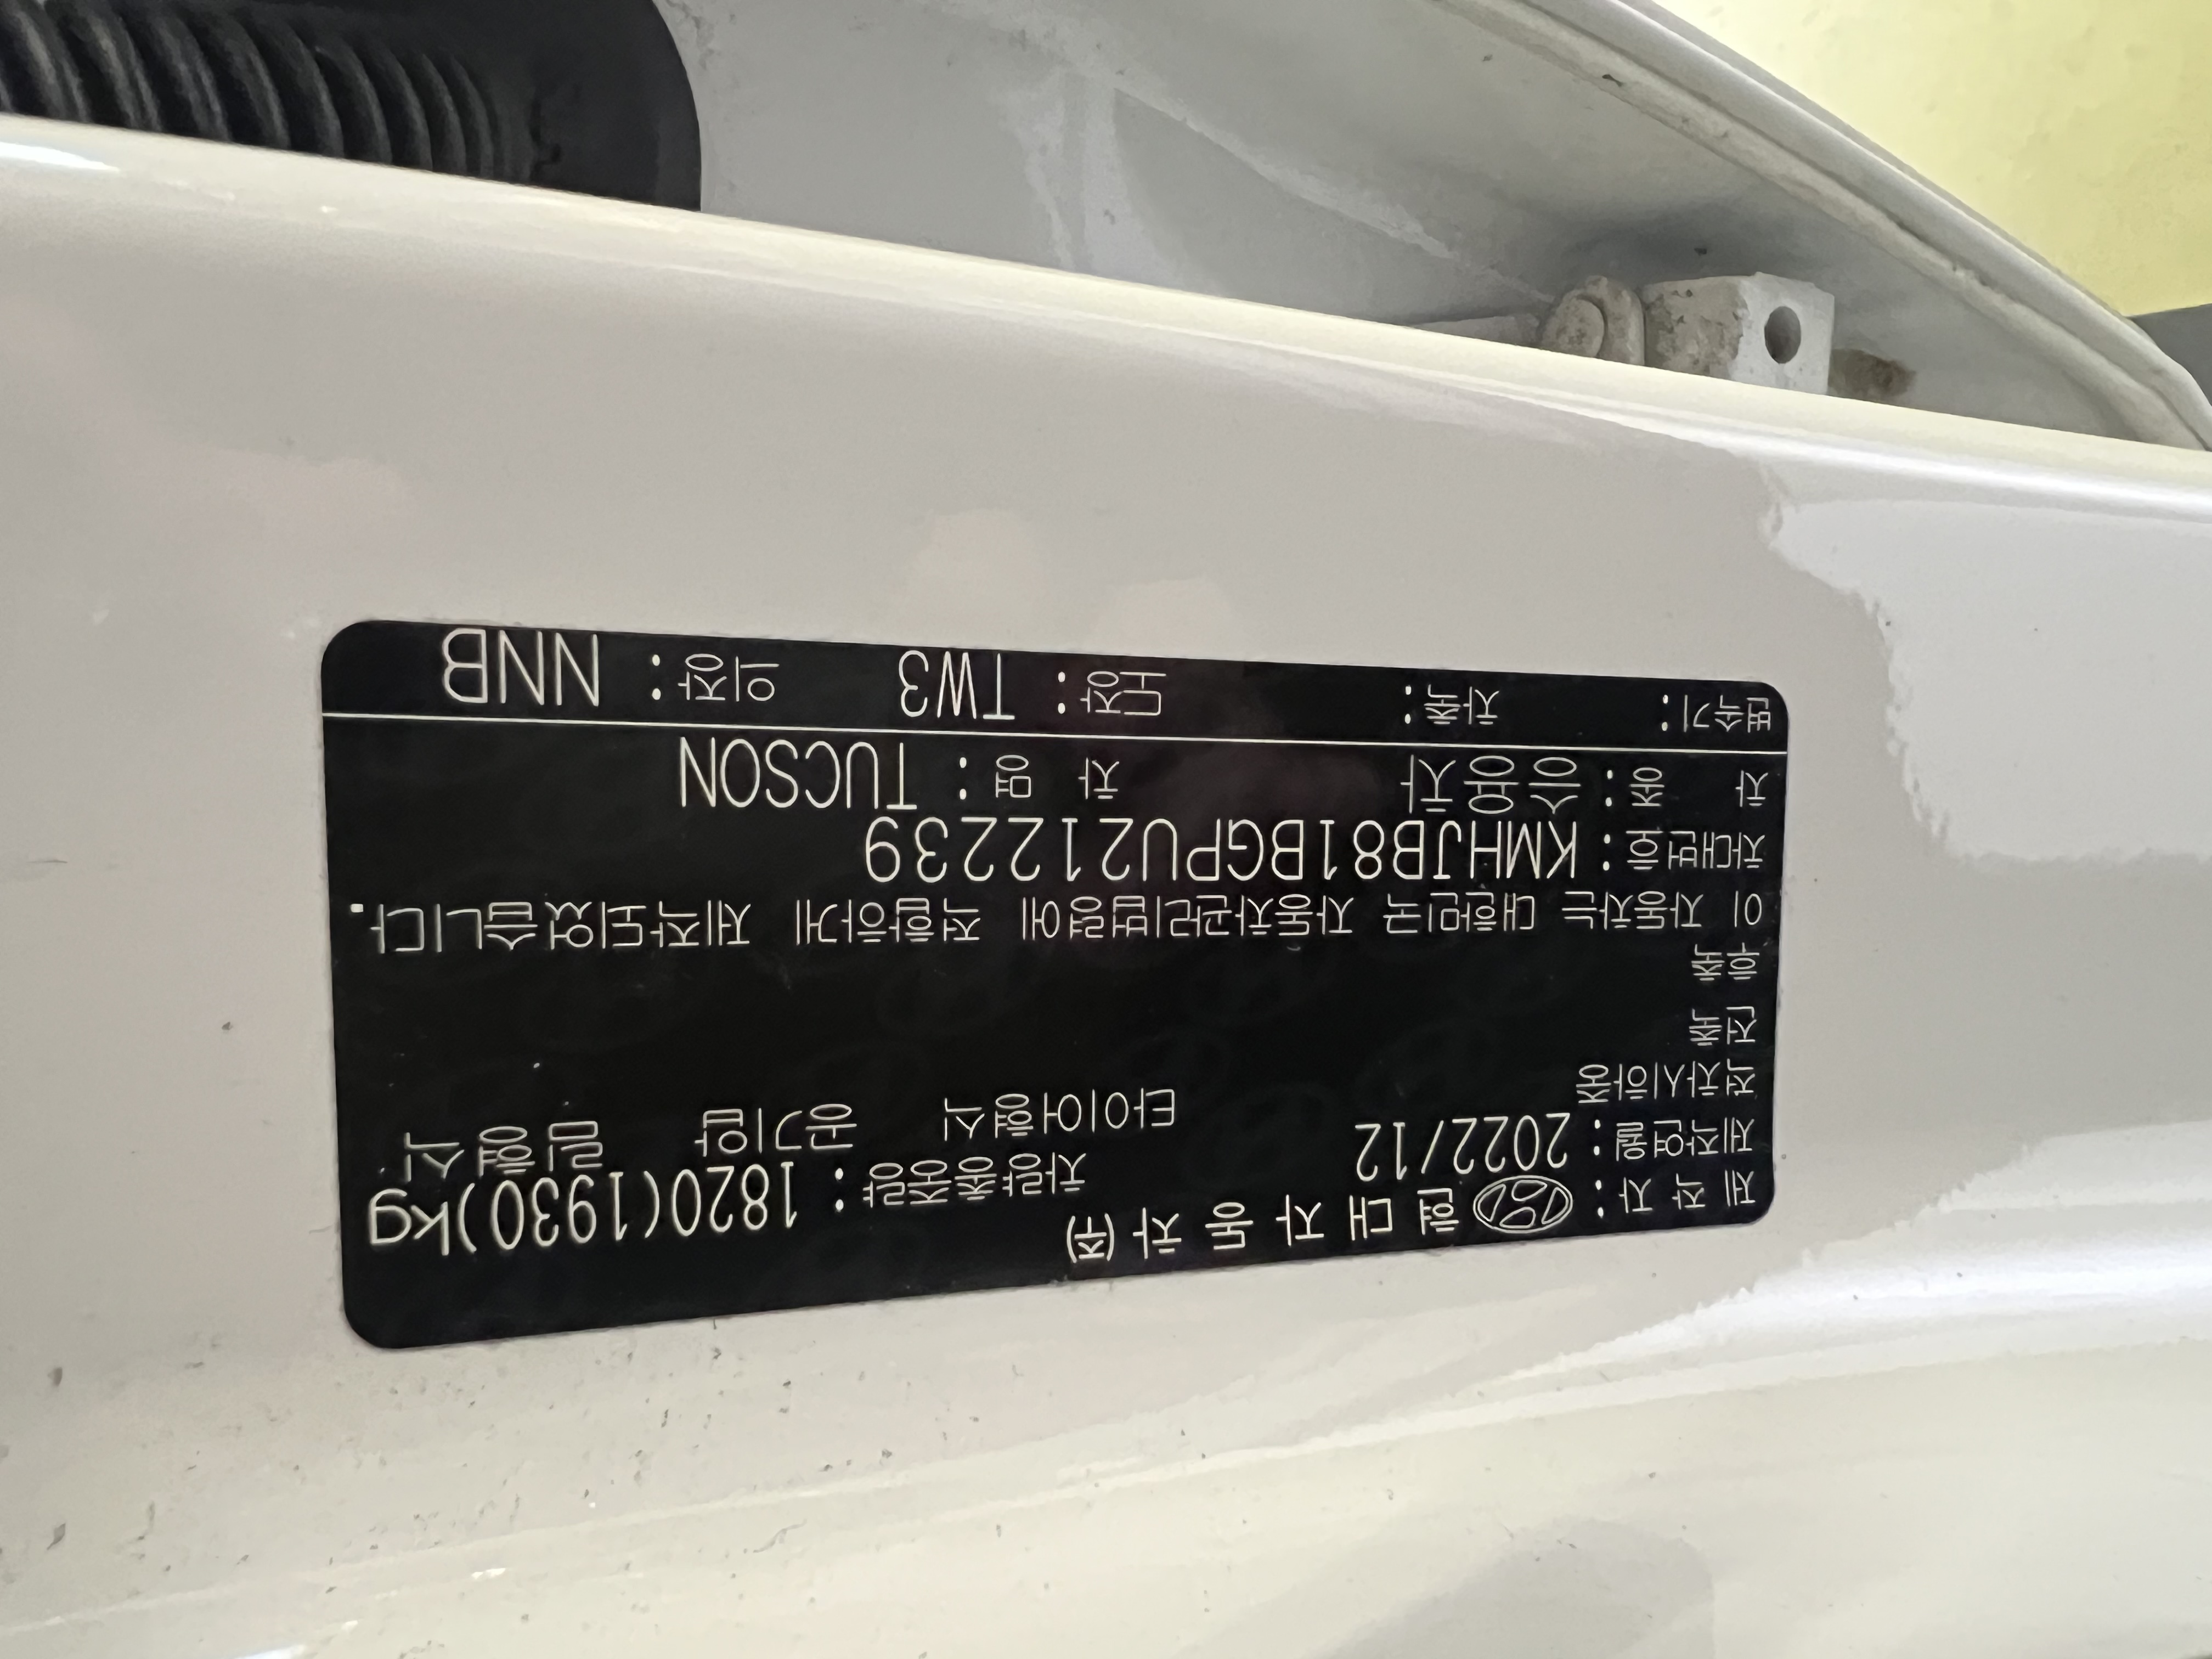 제 작 자 : 현 대 자 동 차 (주)
제작연월 : 2022/12 차량총중량 : 1820(1930)kg
적차시하중 타이어형식 공기압 림형식
전축
후축
이 자동차는 대한민국 자동차관리법령에 적합하게 제작되었습니다.
차대번호 : KMHJB81BGPU212239
차 종 : 승용차 차 명 : TUCSON
변속기 : 차축 : 도장 : TW3 의장 : NNB